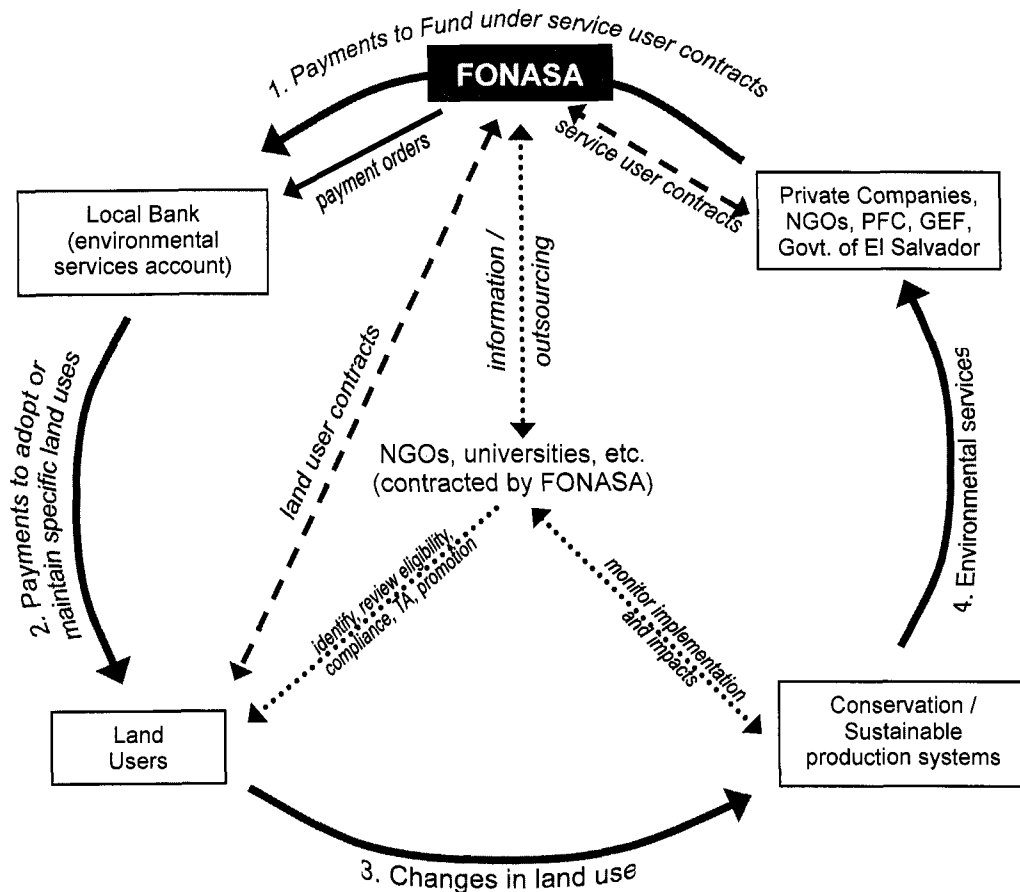 1. Payments to Fund under service user contracts
FONASA
payment orders
service user contracts
Local Bank
(environmental
services account)
Private Companies,
NGOs, PFC, GEF,
Govt. of El Salvador
information /
outsourcing
land user contracts
2. Payments to adopt or
maintain specific land uses
NGOs, universities, etc.
(contracted by FONASA)
4. Environmental services
identify, review eligibility,
compliance, TA, promotion
monitor implementation
and impacts
Land
Users
Conservation /
Sustainable
production systems
3. Changes in land use